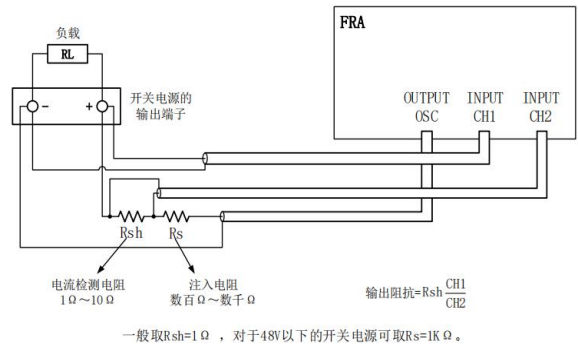 负载
RL
FRA
开关电源的
输出端子
- +
OUTPUT
OSC
INPUT
CH1
INPUT
CH2
Rsh
Rs
电流检测电阻
1Ω～10Ω
注入电阻
数百Ω～数千Ω
输出阻抗=Rsh CH1
CH2
一般取Rsh=1Ω ，对于48V以下的开关电源可取Rs=1KΩ。